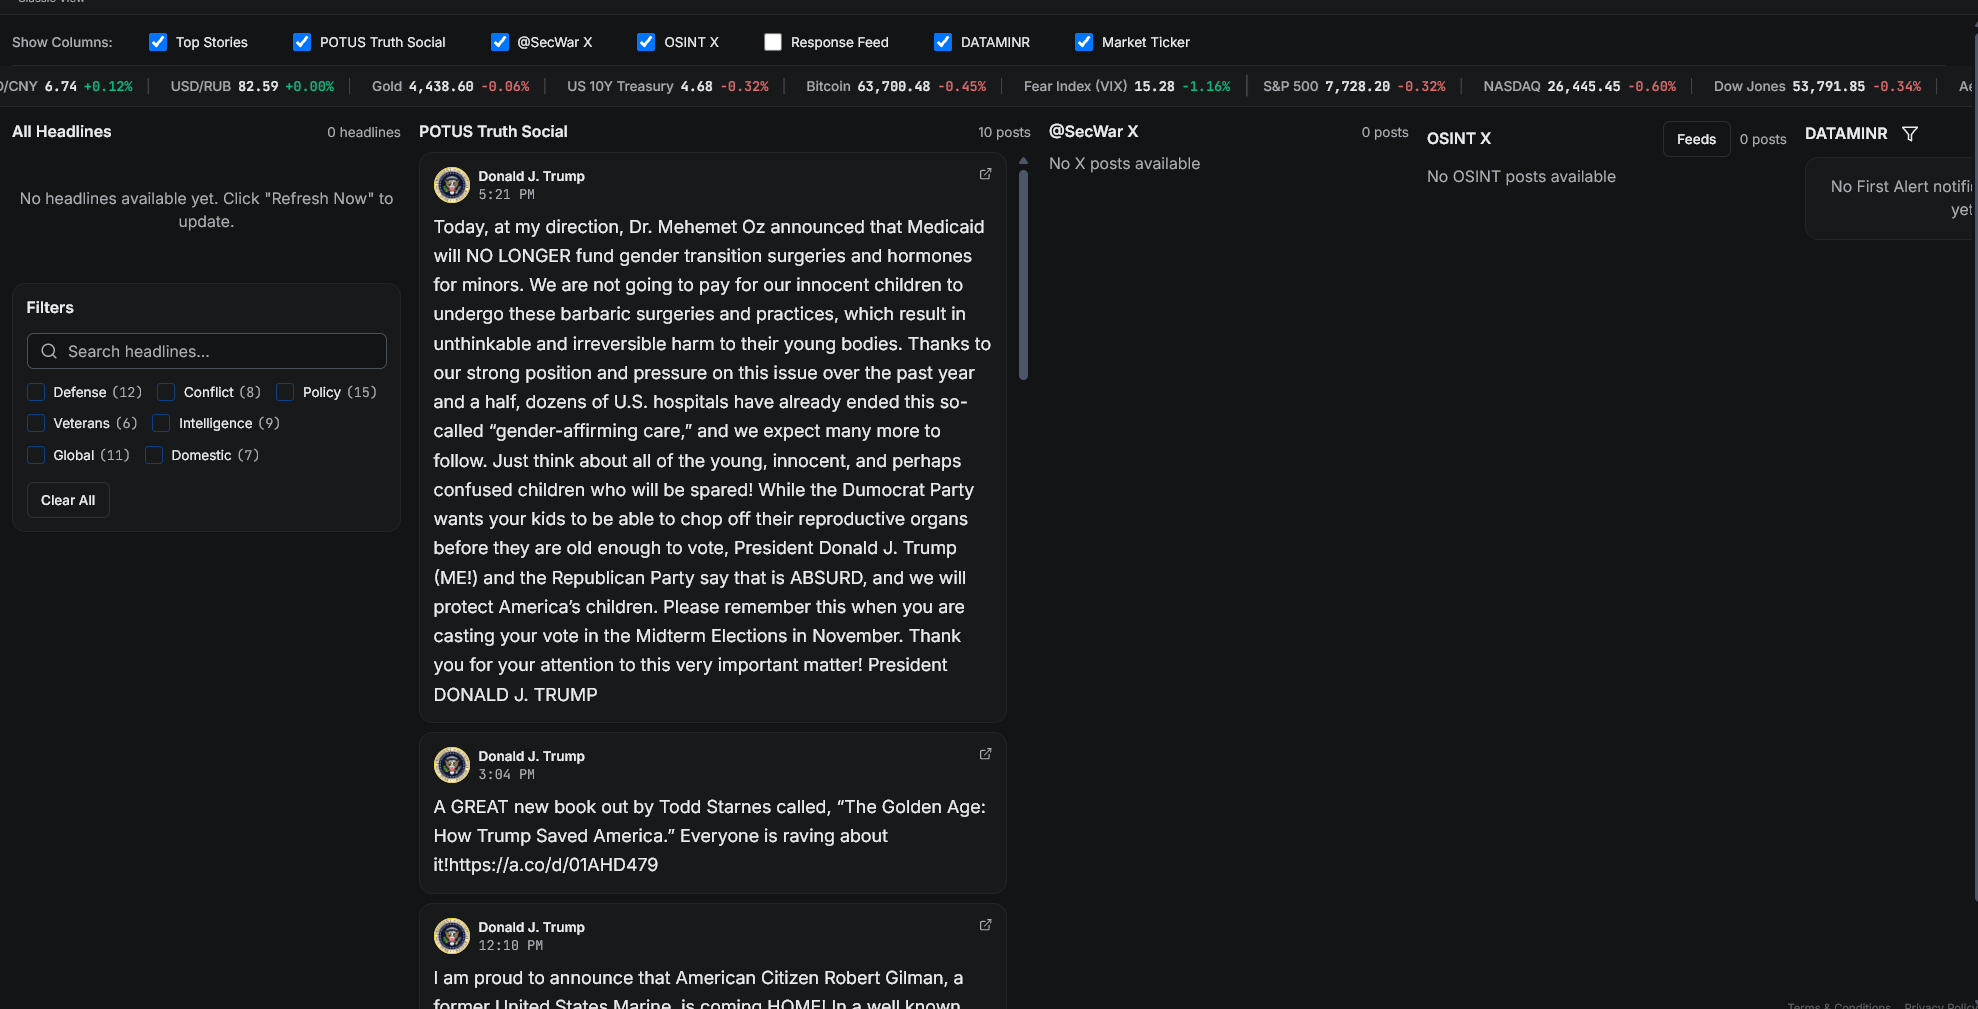 Show Columns:
Top Stories
POTUS Truth Social
@SecWar X
OSINT X
Response Feed
DATAMINR
Market Ticker
/CNY 6.74 +0.12%
USD/RUB 82.59 +0.00%
Gold 4,438.60 -0.06%
US 10Y Treasury 4.68 -0.32%
Bitcoin 63,700.48 -0.45%
Fear Index (VIX) 15.28 -1.16%
S&P 500 7,728.20 -0.32%
NASDAQ 26,445.45 -0.60%
Dow Jones 53,791.85 -0.34%
All Headlines
0 headlines
No headlines available yet. Click "Refresh Now" to
update.
Filters
Search headlines...
Defense (12)
Conflict (8)
Policy (15)
Veterans (6)
Intelligence (9)
Global (11)
Domestic (7)
Clear All
POTUS Truth Social
10 posts
Donald J. Trump
5:21 PM
Today, at my direction, Dr. Mehemet Oz announced that Medicaid
will NO LONGER fund gender transition surgeries and hormones
for minors. We are not going to pay for our innocent children to
undergo these barbaric surgeries and practices, which result in
unthinkable and irreversible harm to their young bodies. Thanks to
our strong position and pressure on this issue over the past year
and a half, dozens of U.S. hospitals have already ended this so-
called “gender-affirming care,” and we expect many more to
follow. Just think about all of the young, innocent, and perhaps
confused children who will be spared! While the Dumocrat Party
wants your kids to be able to chop off their reproductive organs
before they are old enough to vote, President Donald J. Trump
(ME!) and the Republican Party say that is ABSURD, and we will
protect America’s children. Please remember this when you are
casting your vote in the Midterm Elections in November. Thank
you for your attention to this very important matter! President
DONALD J. TRUMP
Donald J. Trump
3:04 PM
A GREAT new book out by Todd Starnes called, “The Golden Age:
How Trump Saved America.” Everyone is raving about
it!https://a.co/d/01AHD479
Donald J. Trump
12:10 PM
I am proud to announce that American Citizen Robert Gilman, a
former United States Marine, is coming HOME! In a well known
@SecWar X
0 posts
No X posts available
OSINT X
Feeds
0 posts
No OSINT posts available
DATAMINR
No First Alert notifi
yet
Terms & Conditions
Privacy Policy